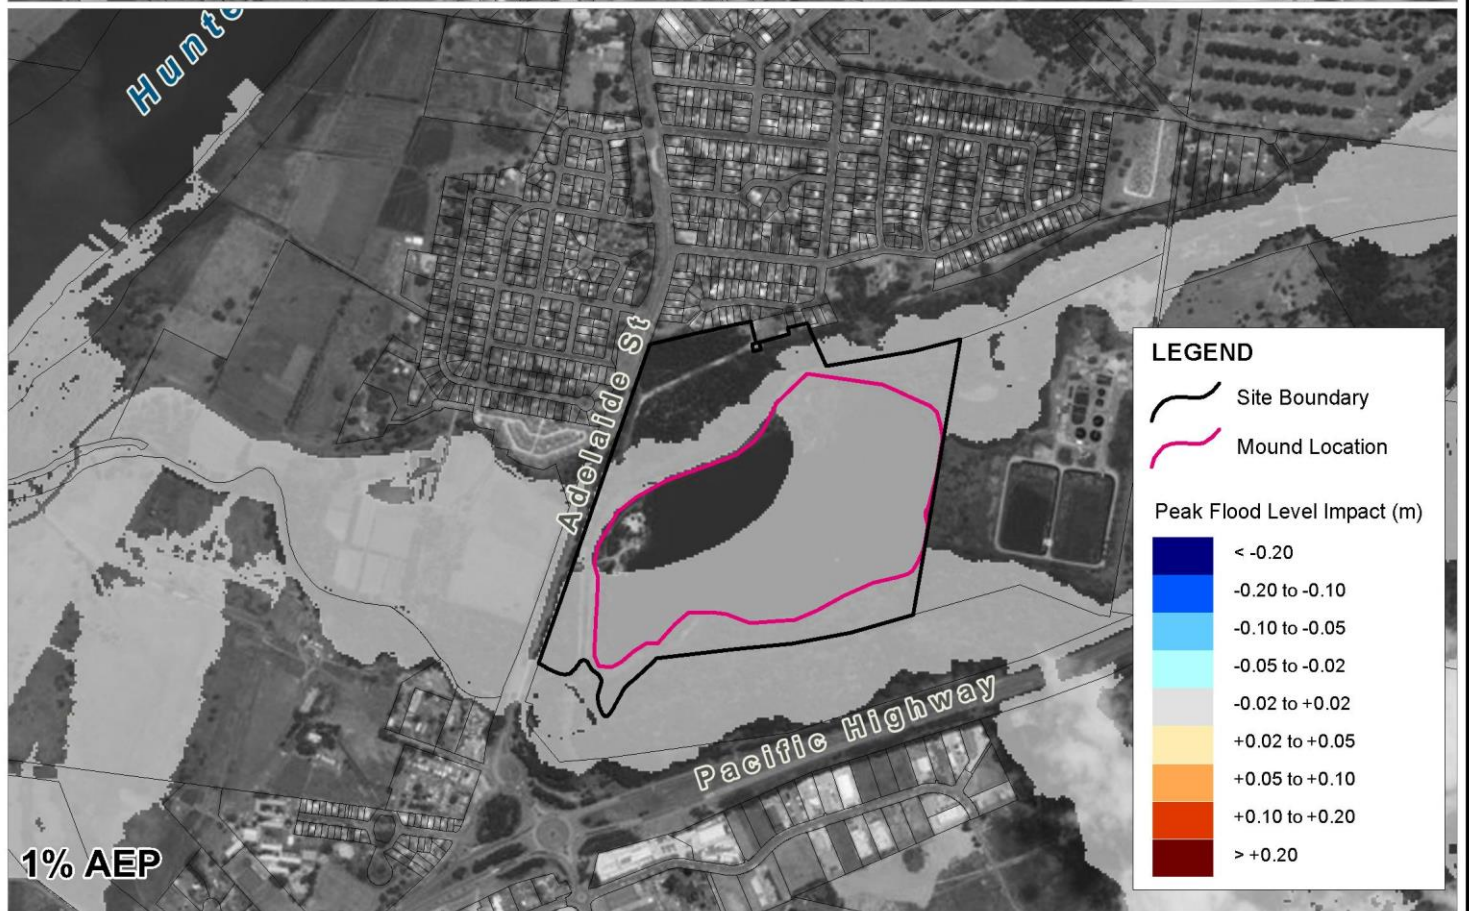 Hunte
Adelaide St
Pacific Highway
1% AEP
LEGEND
Site Boundary
Mound Location
Peak Flood Level Impact (m)
< -0.20
-0.20 to -0.10
-0.10 to -0.05
-0.05 to -0.02
-0.02 to +0.02
+0.02 to +0.05
+0.05 to +0.10
+0.10 to +0.20
> +0.20